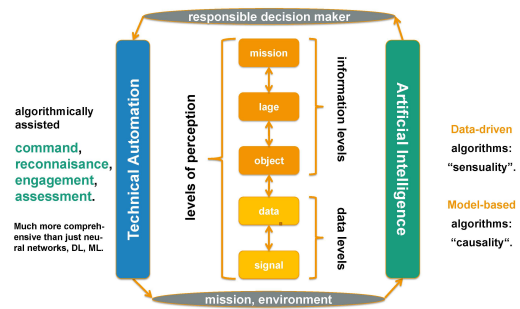 responsible decision maker
algorithmically
assisted
command,
reconnaisance,
engagement,
assessment.
Much more compreh-
ensive than just neu-
ral networks, DL, ML.
Technical Automation
levels of perception
mission
lage
object
data
signal
information levels
data levels
Artificial Intelligence
Data-driven
algorithms:
“sensuality”.
Model-based
algorithms:
“causality“.
mission, environment